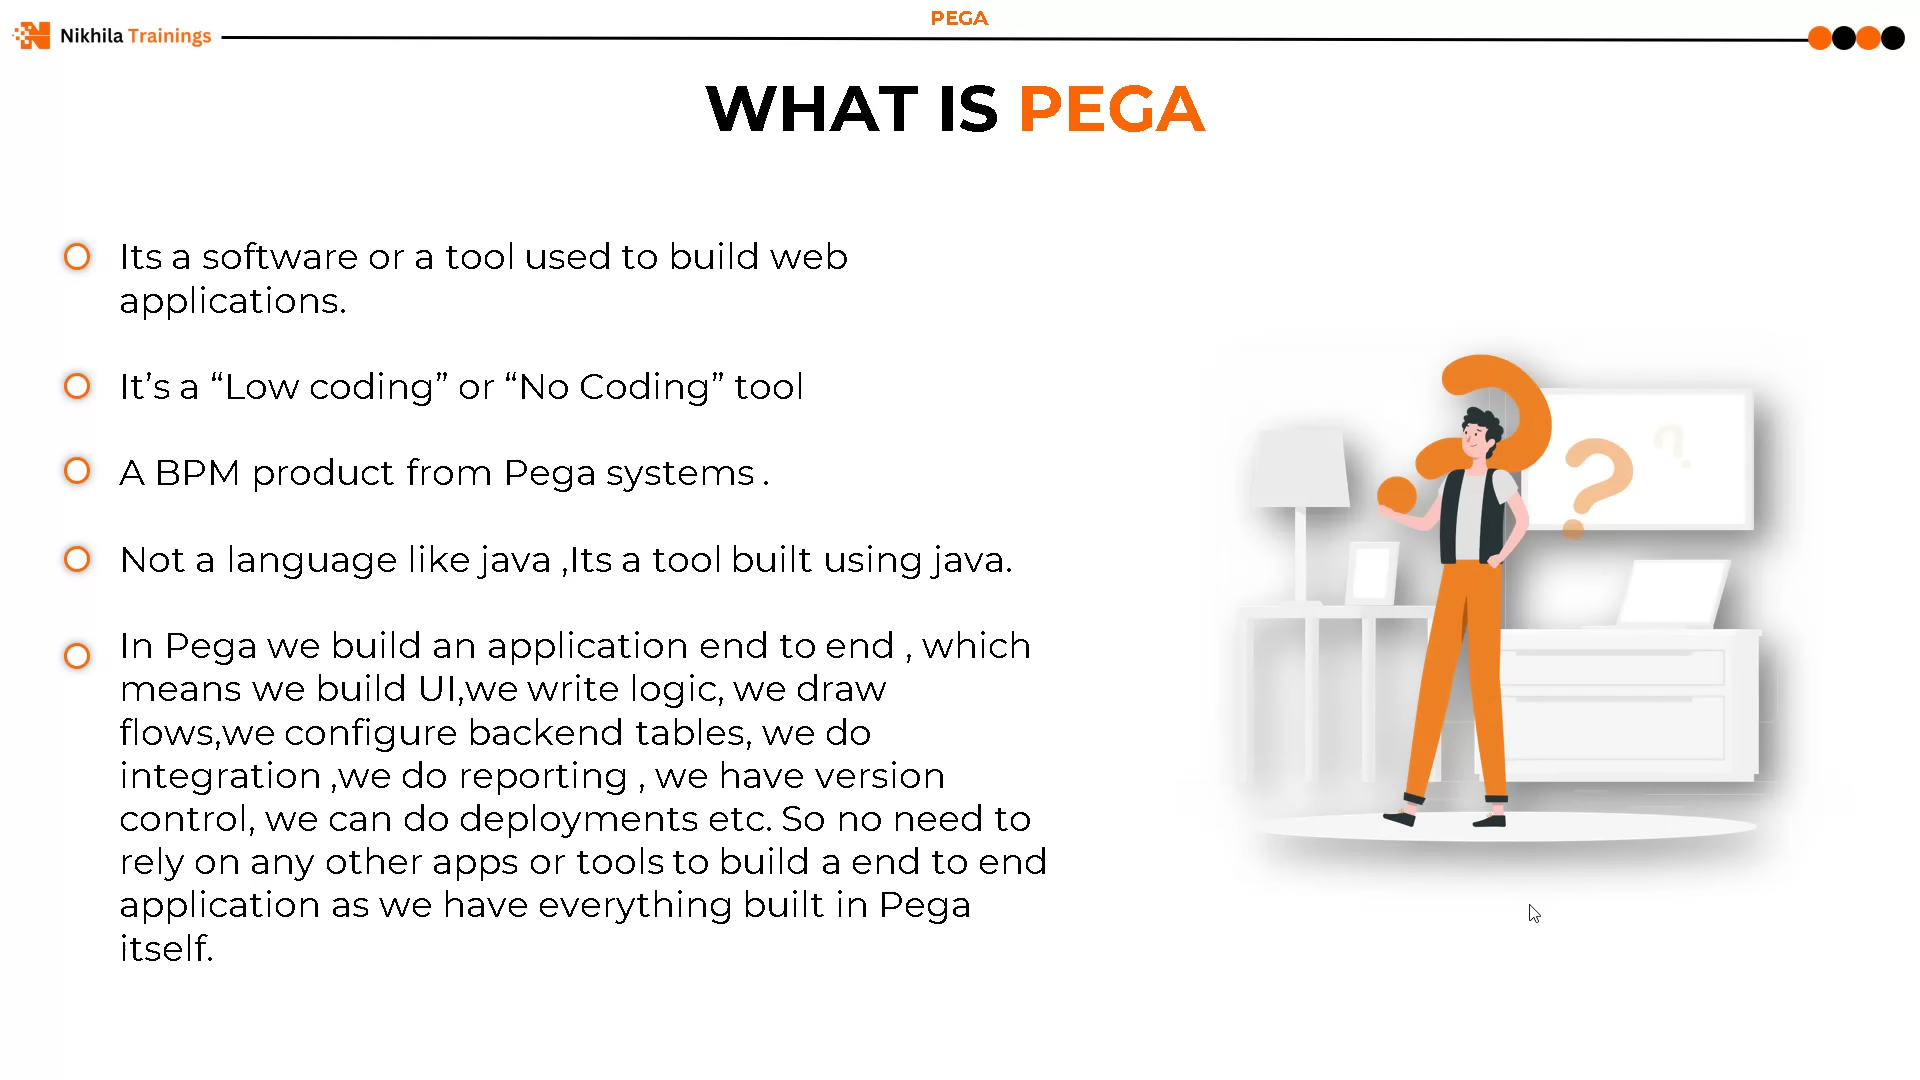 PEGA
Nikhila Trainings
WHAT IS PEGA
Its a software or a tool used to build web
applications.
It’s a “Low coding” or “No Coding” tool
A BPM product from Pega systems .
Not a language like java ,Its a tool built using java.
In Pega we build an application end to end , which
means we build UI,we write logic, we draw
flows,we configure backend tables, we do
integration ,we do reporting , we have version
control, we can do deployments etc. So no need to
rely on any other apps or tools to build a end to end
application as we have everything built in Pega
itself.